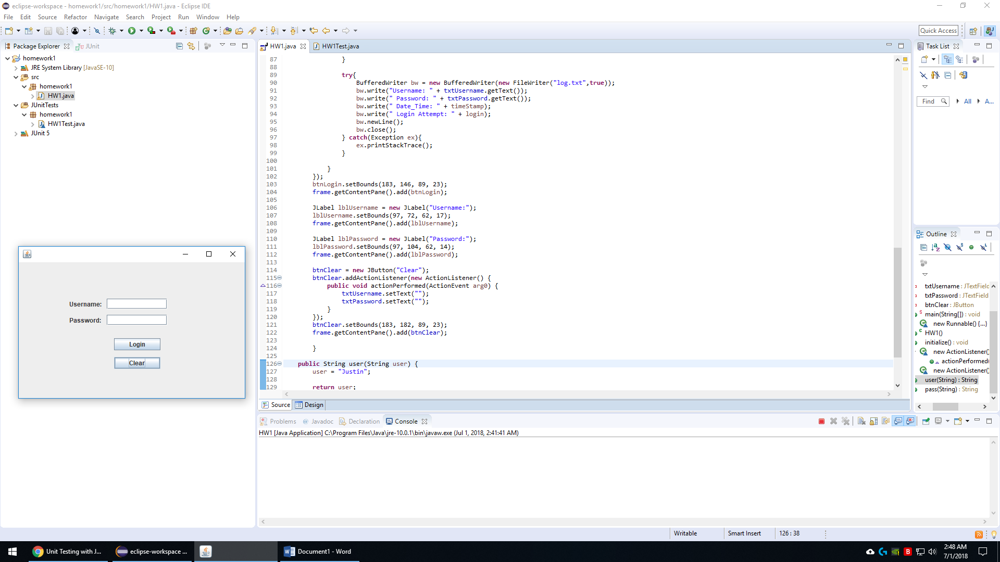 eclipse-workspace - homework1/src/homework1/HW1.java - Eclipse IDE
File Edit Source Refactor Navigate Search Project Run Window Help
Quick Access
Package Explorer
JUnit
homework1
JRE System Library [JavaSE-10]
src
homework1
HW1.java
JUnitTests
homework1
HW1Test.java
JUnit 5
Username:
Password:
Login
Clear
HW1.java
HW1Test.java
87 }
88
89 try{
90 BufferedWriter bw = new BufferedWriter(new FileWriter("log.txt",true));
91 bw.write("Username: " + txtUsername.getText());
92 bw.write(" Password: " + txtPassword.getText());
93 bw.write(" Date_Time: " + timeStamp);
94 bw.write(" Login Attempt: " + login);
95 bw.newLine();
96 bw.close();
97 } catch(Exception ex){
98 ex.printStackTrace();
99 }
100
101 }
102 });
103 btnLogin.setBounds(183, 146, 89, 23);
104 frame.getContentPane().add(btnLogin);
105
106 JLabel lblUsername = new JLabel("Username:");
107 lblUsername.setBounds(97, 72, 62, 17);
108 frame.getContentPane().add(lblUsername);
109
110 JLabel lblPassword = new JLabel("Password:");
111 lblPassword.setBounds(97, 104, 62, 14);
112 frame.getContentPane().add(lblPassword);
113
114 btnClear = new JButton("Clear");
115 btnClear.addActionListener(new ActionListener() {
116 public void actionPerformed(ActionEvent arg0) {
117 txtUsername.setText("");
118 txtPassword.setText("");
119 }
120 });
121 btnClear.setBounds(183, 182, 89, 23);
122 frame.getContentPane().add(btnClear);
123
124 }
125
126 public String user(String user) {
127 user = "Justin";
128
129 return user;
Source
Design
Task List
Find
All
A...
Outline
txtUsername : JTextField
txtPassword : JTextField
btnClear : JButton
main(String[]) : void
new Runnable() {...}
HW1()
initialize() : void
new ActionListener()
actionPerformed(
new ActionListener()
user(String) : String
pass(String) : String
Problems
@ Javadoc
Declaration
Console
HW1 [Java Application] C:\Program Files\Java\jre-10.0.1\bin\javaw.exe (Jul 1, 2018, 2:41:41 AM)
Writable
Smart Insert
126 : 38
Unit Testing with J...
eclipse-workspace ...
Document1 - Word
2:48 AM
7/1/2018